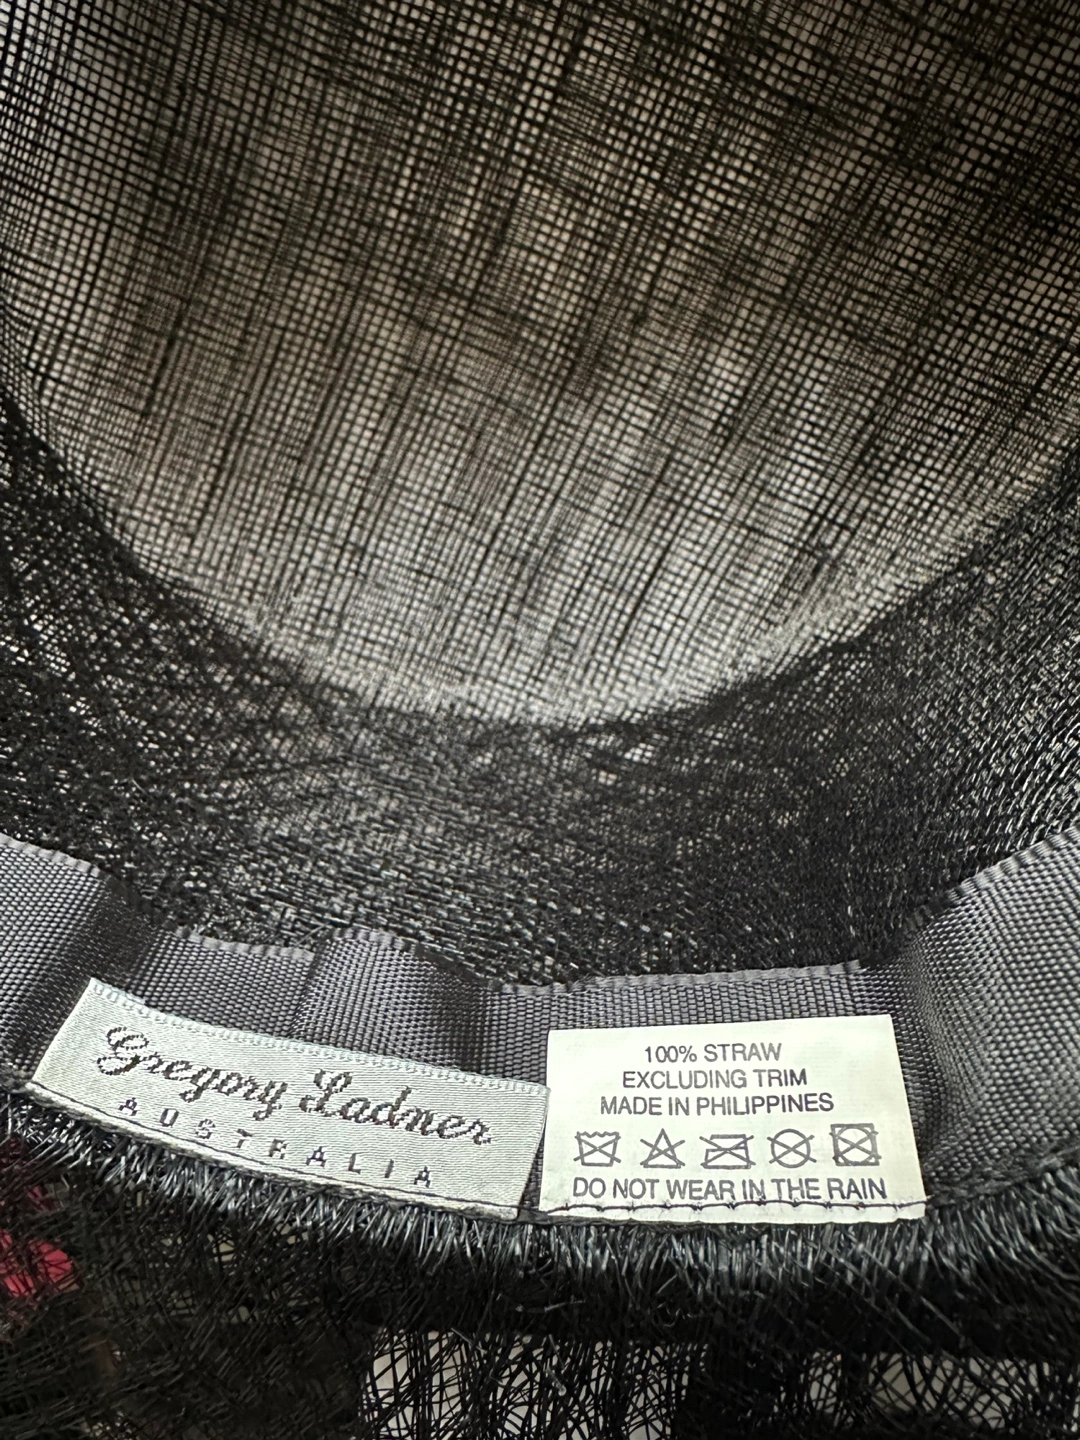 Gregory Ladner
AUSTRALIA
100% STRAW
EXCLUDING TRIM
MADE IN PHILIPPINES
DO NOT WEAR IN THE RAIN